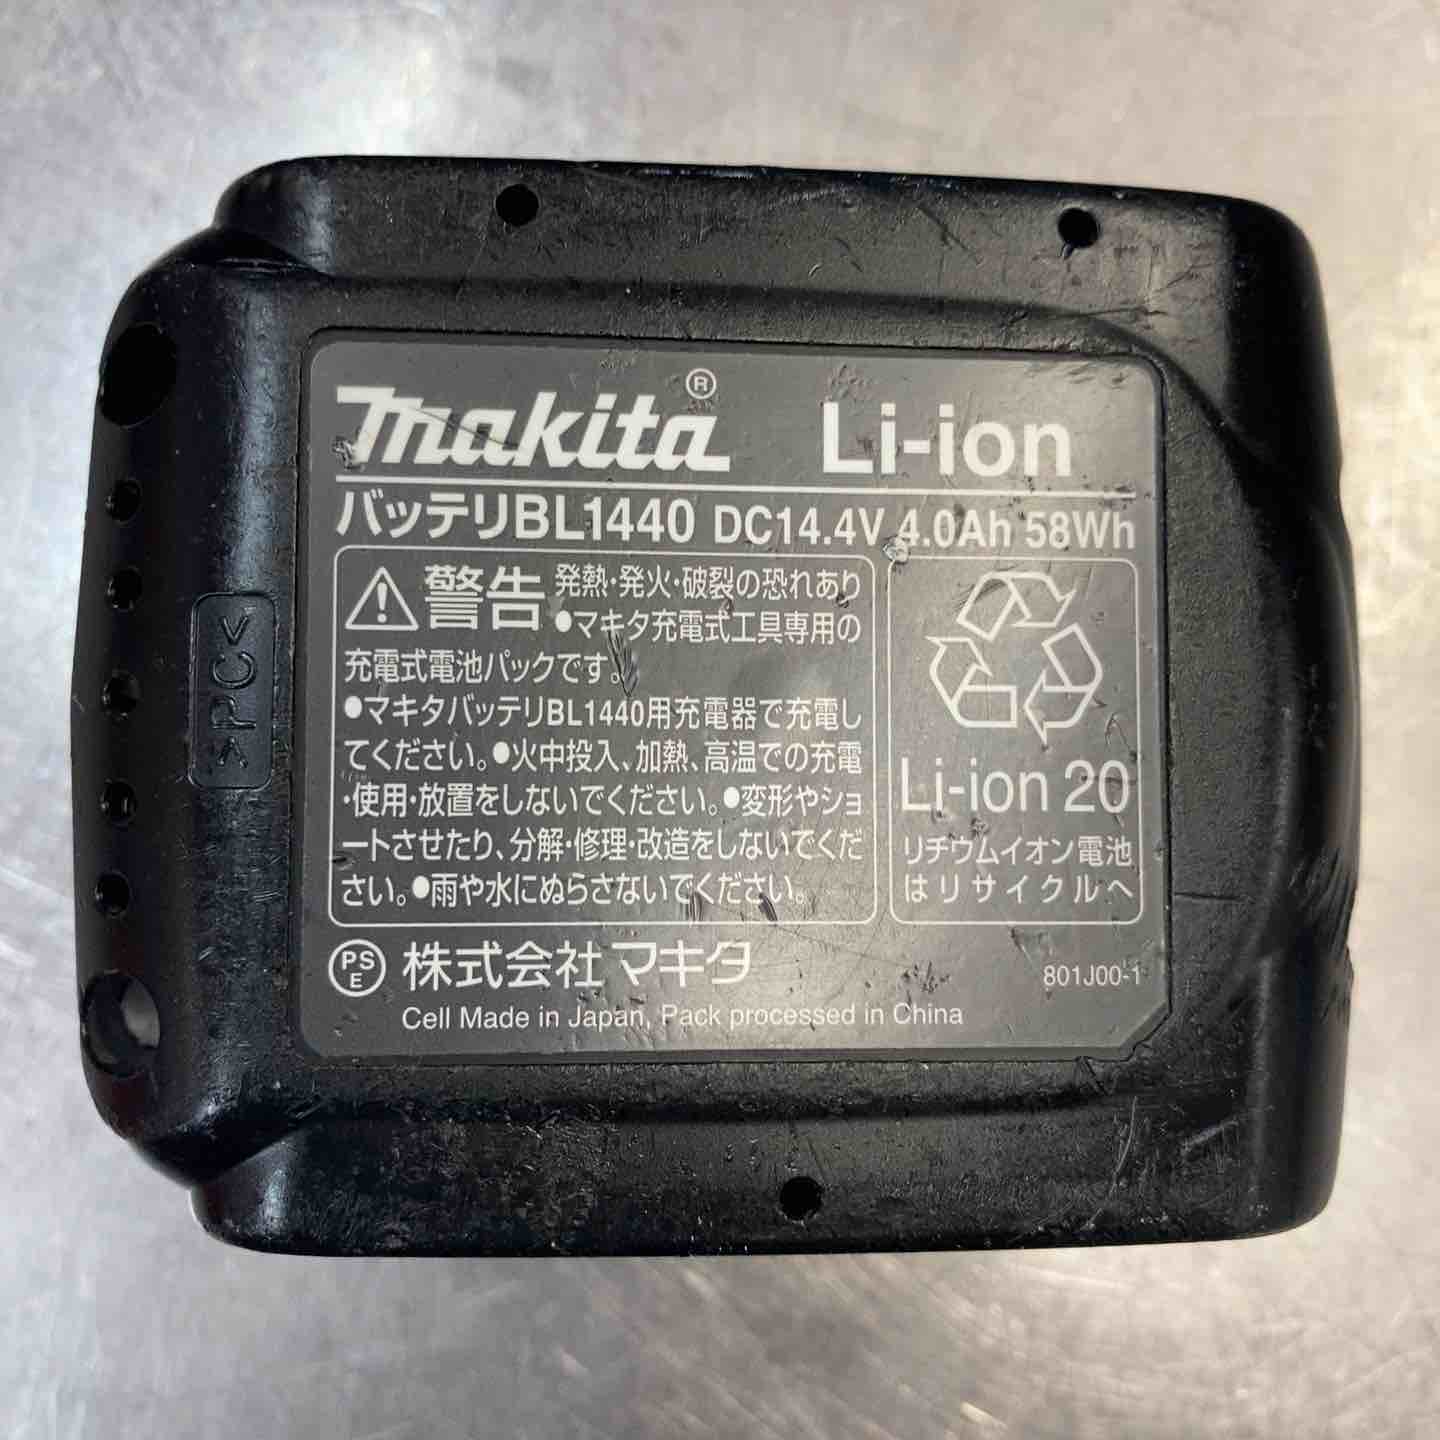 makita® Li-ion
バッテリBL1440 DC14.4V 4.0Ah 58Wh
警告 発熱・発火・破裂の恐れあり
●マキタ充電式工具専用の
充電式電池パックです。
●マキタバッテリBL1440用充電器で充電し
てください。●火中投入、加熱、高温での充電
・使用・放置をしないでください。●変形やショ
ートさせたり、分解・修理・改造をしないでくだ
さい。●雨や水にぬらさないでください。
Li-ion 20
リチウムイオン電池
はリサイクルへ
PSE 株式会社マキタ
801J00-1
Cell Made in Japan, Pack processed in China
>PC<